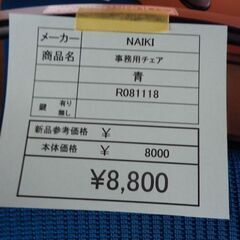 メーカー NAIKI
商品名 事務用チェア
青
R081118
鍵 有り 無し
新品参考価格 ¥
本体価格 ¥ 8000
¥8,800